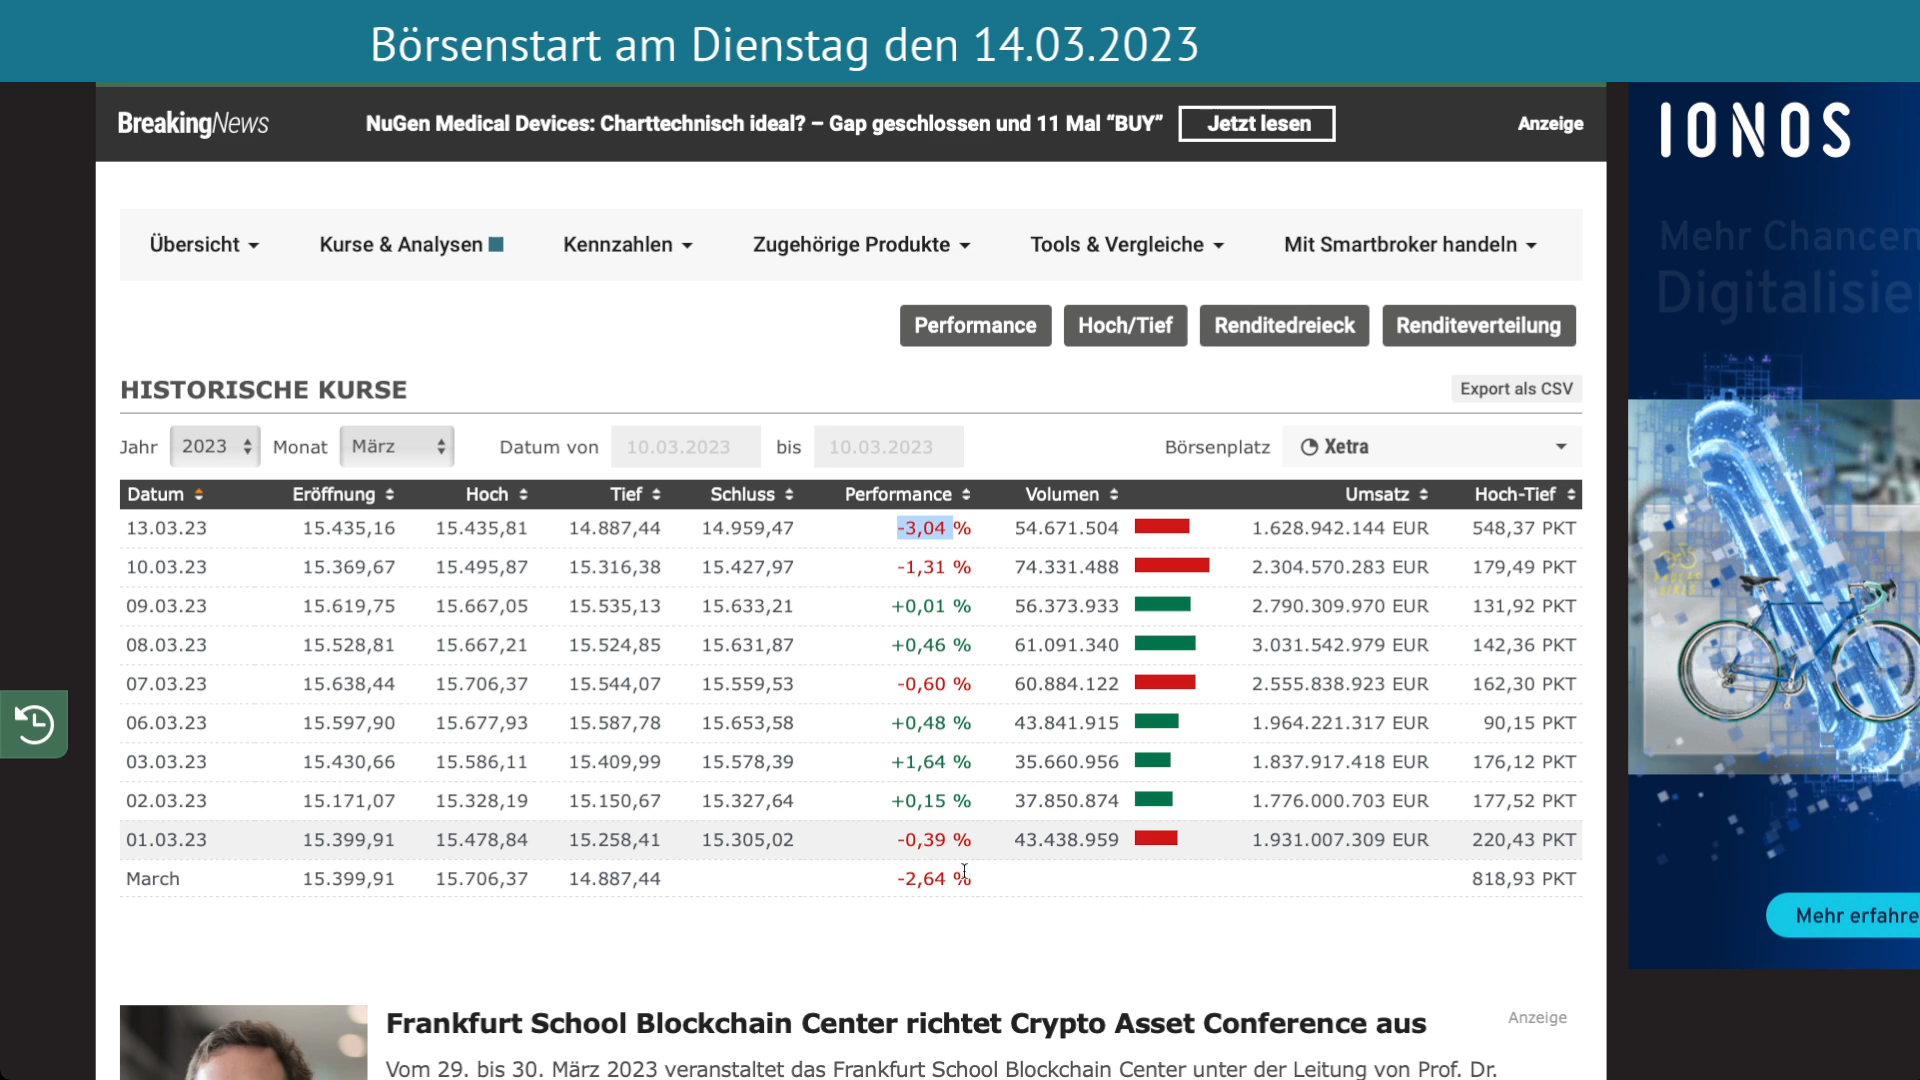 Börsenstart am Dienstag den 14.03.2023
BreakingNews NuGen Medical Devices: Charttechnisch ideal? – Gap geschlossen und 11 Mal “BUY” Jetzt lesen Anzeige
IONOS
Übersicht Kurse & Analysen Kennzahlen Zugehörige Produkte Tools & Vergleiche Mit Smartbroker handeln
Mehr Chancen
Digitalisie
Performance Hoch/Tief Renditedreieck Renditeverteilung
HISTORISCHE KURSE Export als CSV
Jahr 2023 Monat März Datum von 10.03.2023 bis 10.03.2023 Börsenplatz Xetra
Datum Eröffnung Hoch Tief Schluss Performance Volumen Umsatz Hoch-Tief
13.03.23 15.435,16 15.435,81 14.887,44 14.959,47 -3,04 % 54.671.504 1.628.942.144 EUR 548,37 PKT
10.03.23 15.369,67 15.495,87 15.316,38 15.427,97 -1,31 % 74.331.488 2.304.570.283 EUR 179,49 PKT
09.03.23 15.619,75 15.667,05 15.535,13 15.633,21 +0,01 % 56.373.933 2.790.309.970 EUR 131,92 PKT
08.03.23 15.528,81 15.667,21 15.524,85 15.631,87 +0,46 % 61.091.340 3.031.542.979 EUR 142,36 PKT
07.03.23 15.638,44 15.706,37 15.544,07 15.559,53 -0,60 % 60.884.122 2.555.838.923 EUR 162,30 PKT
06.03.23 15.597,90 15.677,93 15.587,78 15.653,58 +0,48 % 43.841.915 1.964.221.317 EUR 90,15 PKT
03.03.23 15.430,66 15.586,11 15.409,99 15.578,39 +1,64 % 35.660.956 1.837.917.418 EUR 176,12 PKT
02.03.23 15.171,07 15.328,19 15.150,67 15.327,64 +0,15 % 37.850.874 1.776.000.703 EUR 177,52 PKT
01.03.23 15.399,91 15.478,84 15.258,41 15.305,02 -0,39 % 43.438.959 1.931.007.309 EUR 220,43 PKT
March 15.399,91 15.706,37 14.887,44 -2,64 % 818,93 PKT
Mehr erfahre
Frankfurt School Blockchain Center richtet Crypto Asset Conference aus Anzeige
Vom 29. bis 30. März 2023 veranstaltet das Frankfurt School Blockchain Center unter der Leitung von Prof. Dr.